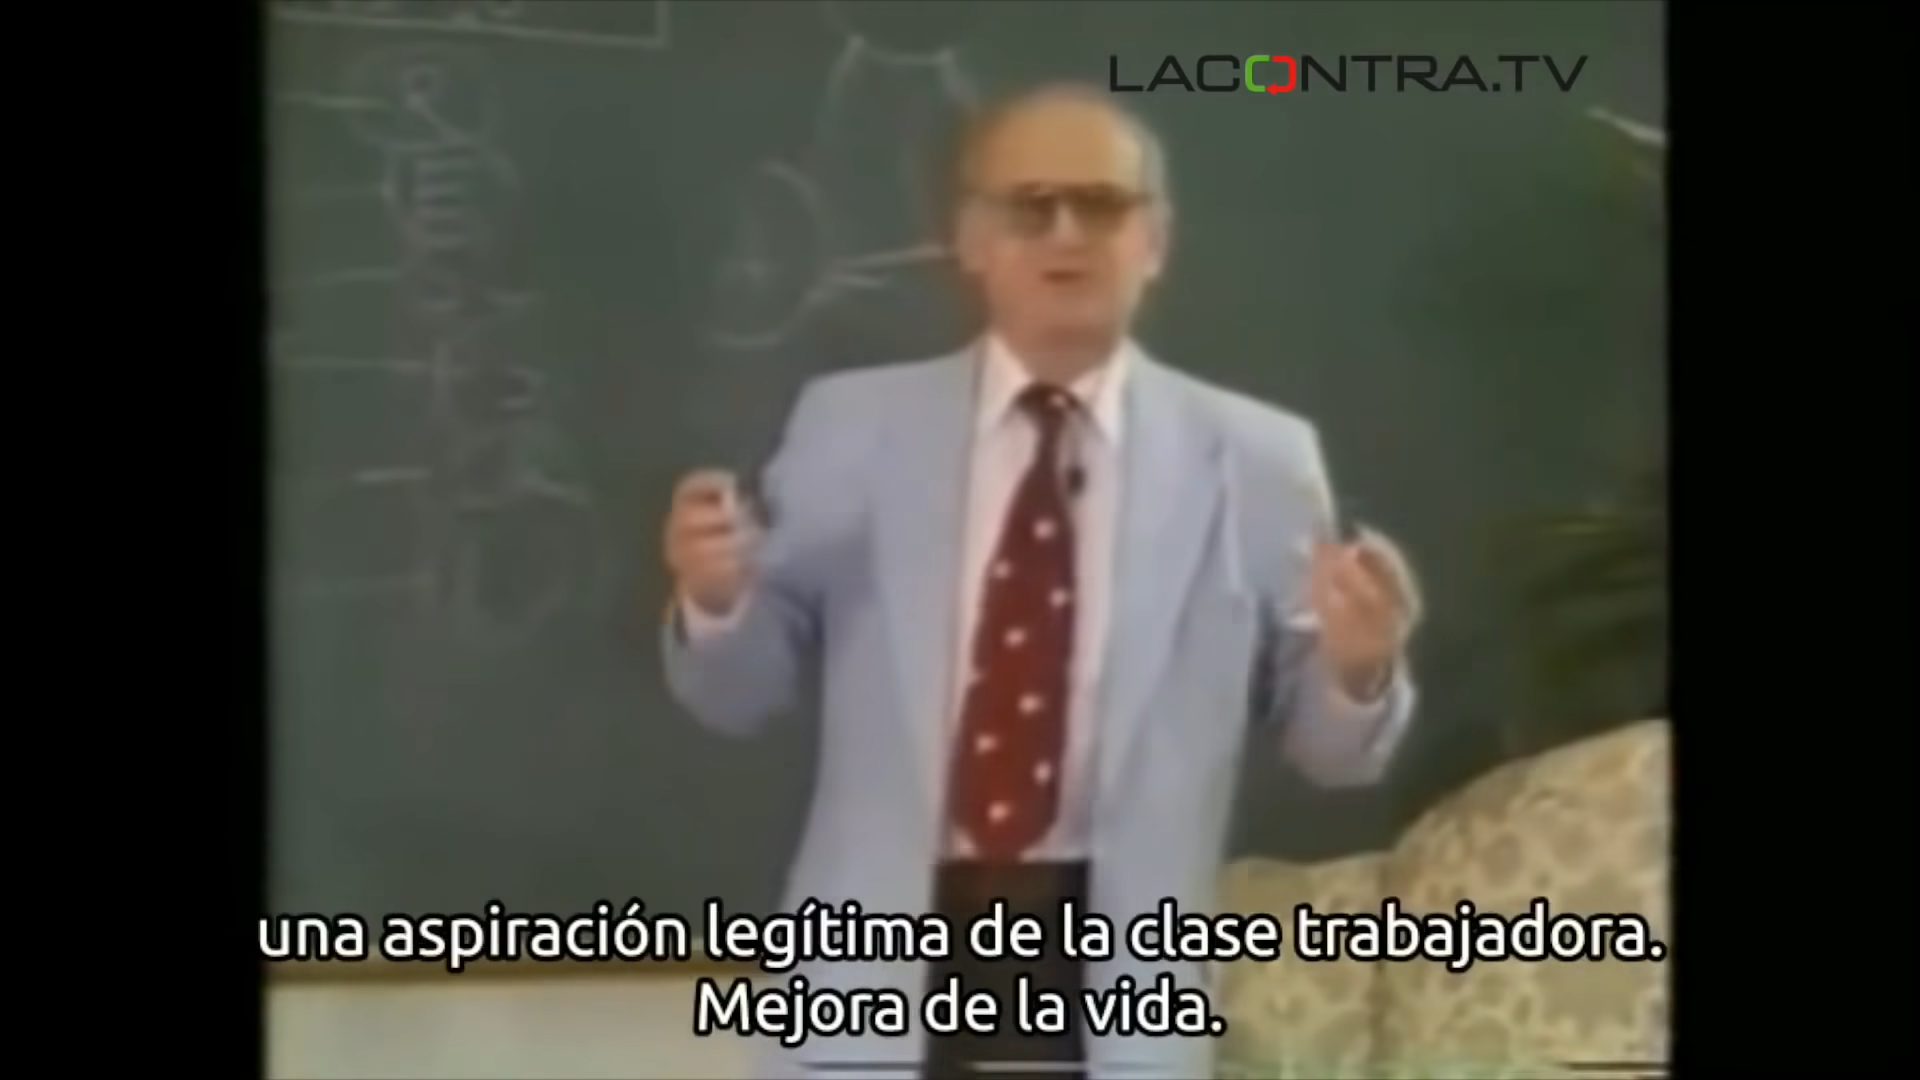 LACONTRA.TV
una aspiración legítima de la clase trabajadora.
Mejora de la vida.